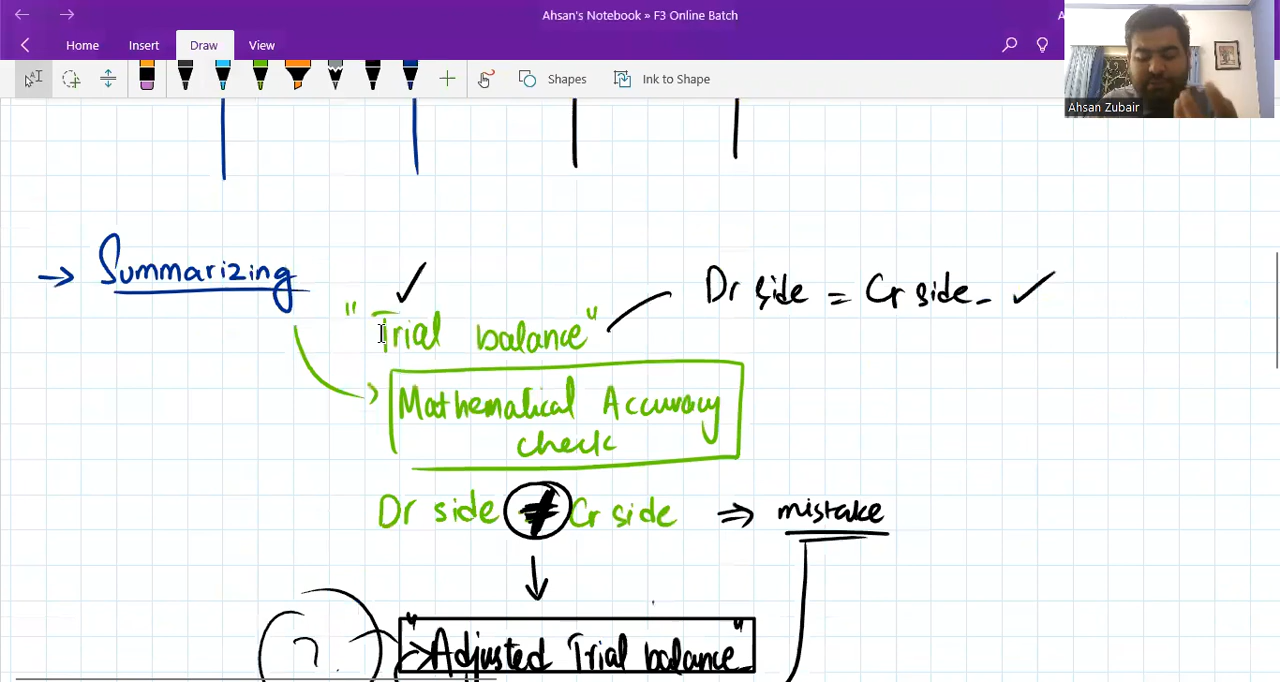 Ahsan's Notebook » F3 Online Batch
Home Insert Draw View
Shapes Ink to Shape
Ahsan Zubair
→ Summarizing
"Trial balance"
Dr side = Cr side
Mathematical Accuracy
check
Dr side ≠ Cr side ⇒ mistake
?
"Adjusted Trial balance"